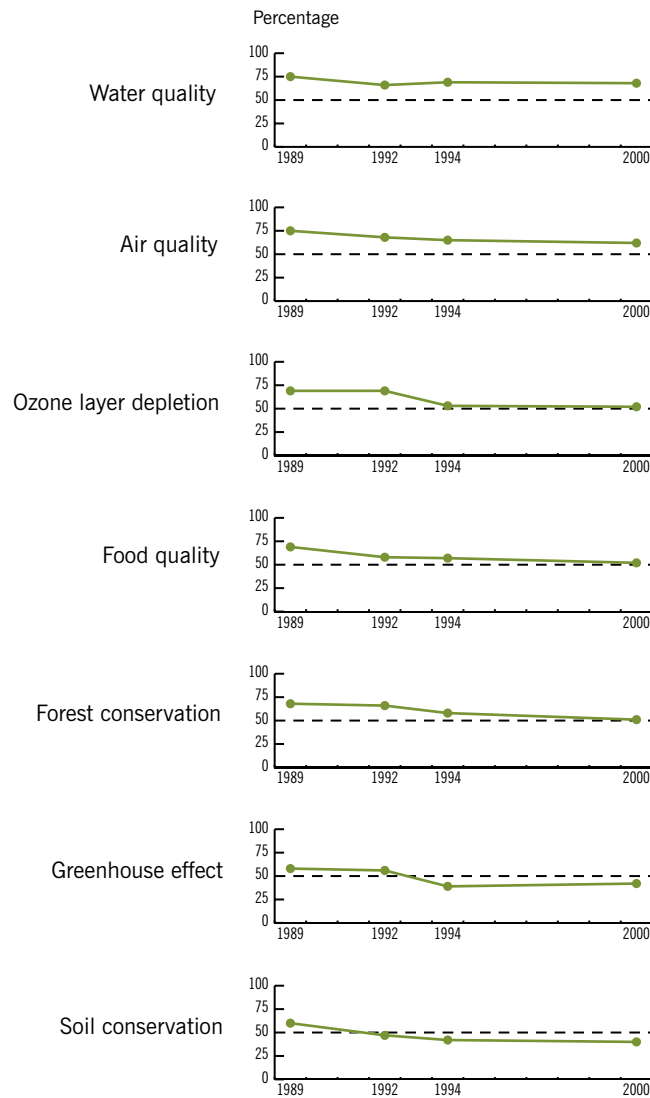 Percentage
Water quality
100
75
50
25
0
1989 1992 1994 2000
Air quality
100
75
50
25
0
1989 1992 1994 2000
Ozone layer depletion
100
75
50
25
0
1989 1992 1994 2000
Food quality
100
75
50
25
0
1989 1992 1994 2000
Forest conservation
100
75
50
25
0
1989 1992 1994 2000
Greenhouse effect
100
75
50
25
0
1989 1992 1994 2000
Soil conservation
100
75
50
25
0
1989 1992 1994 2000